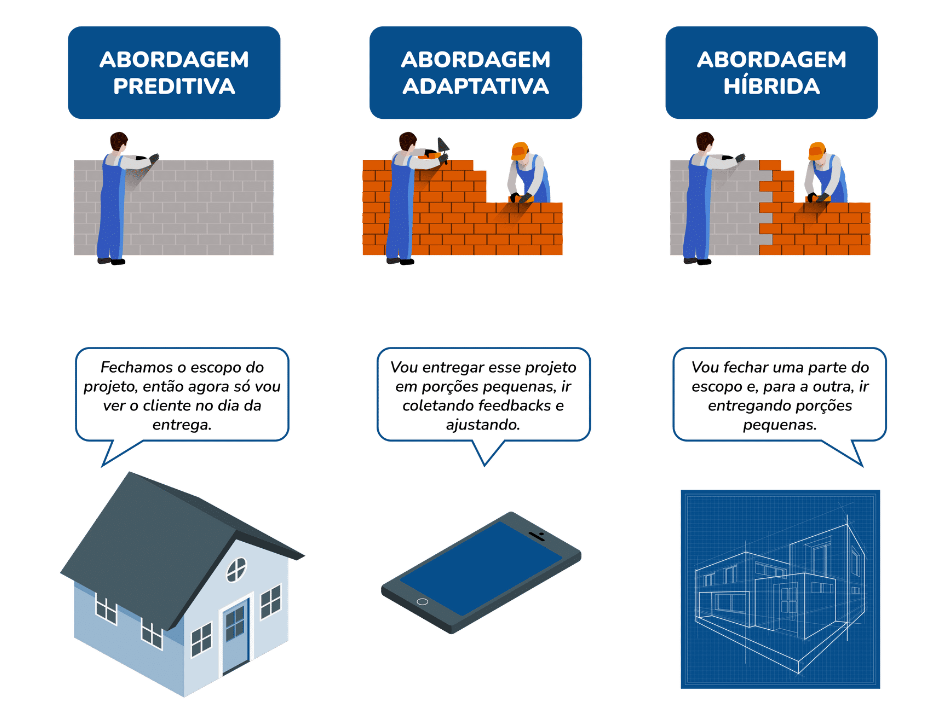 ABORDAGEM
PREDITIVA
ABORDAGEM
ADAPTATIVA
ABORDAGEM
HÍBRIDA
Fechamos o escopo do
projeto, então agora só vou
ver o cliente no dia da
entrega.
Vou entregar esse projeto
em porções pequenas, ir
coletando feedbacks e
ajustando.
Vou fechar uma parte do
escopo e, para a outra, ir
entregando porções
pequenas.